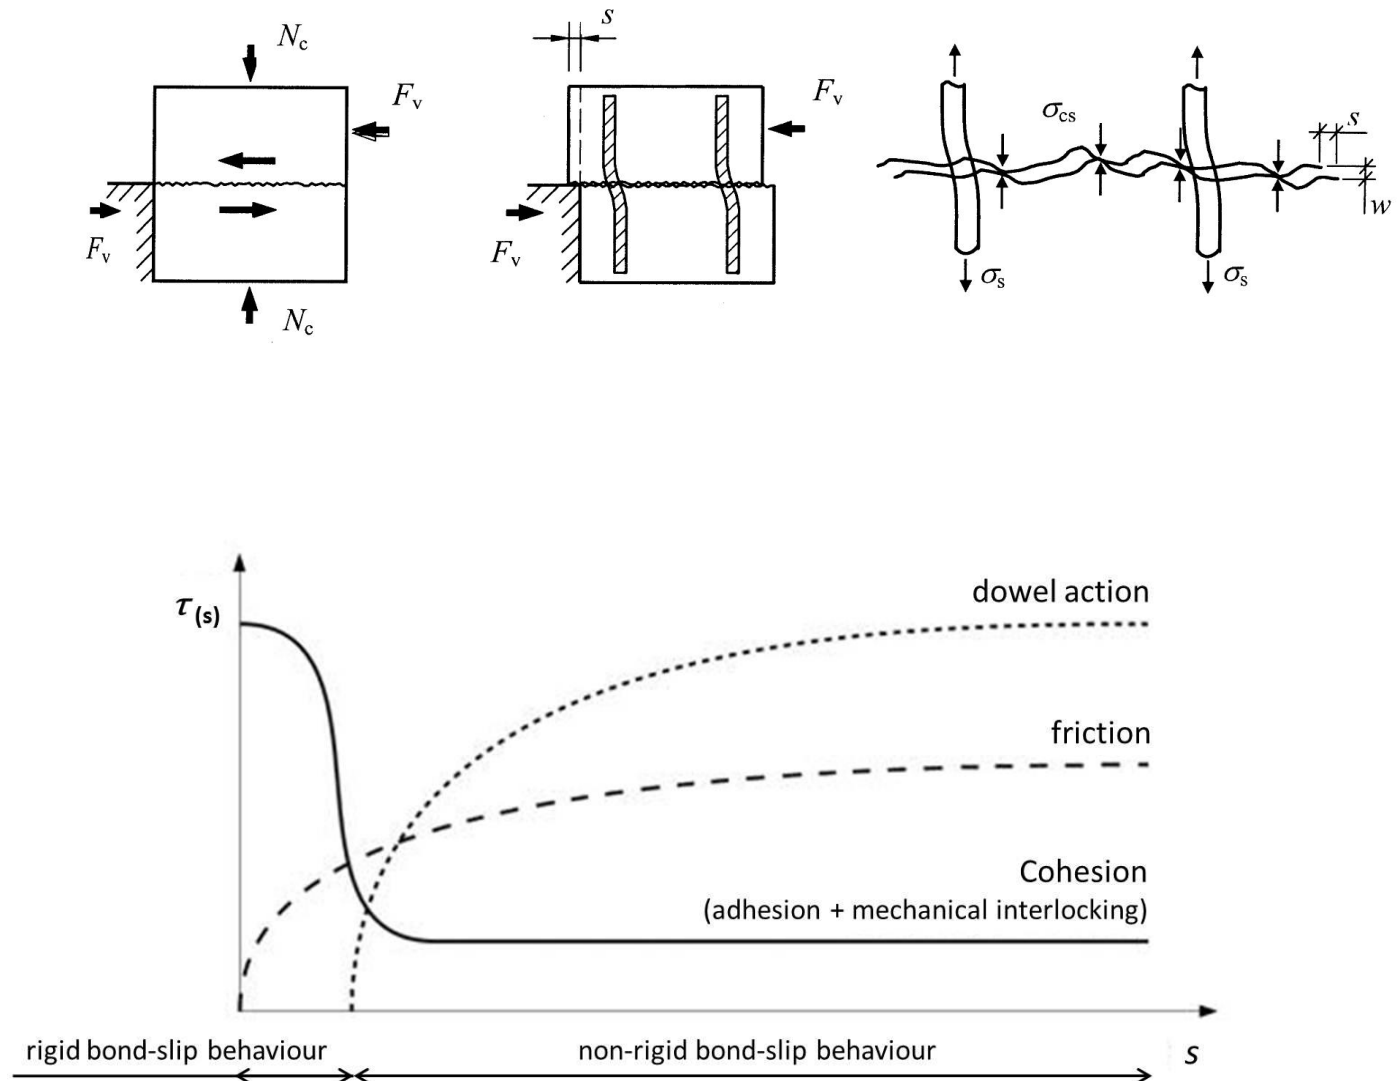 N_c
F_v
F_v
N_c
s
F_v
F_v
σ_cs
s
w
σ_s
σ_s
τ_(s)
dowel action
friction
Cohesion
(adhesion + mechanical interlocking)
rigid bond-slip behaviour
non-rigid bond-slip behaviour
s